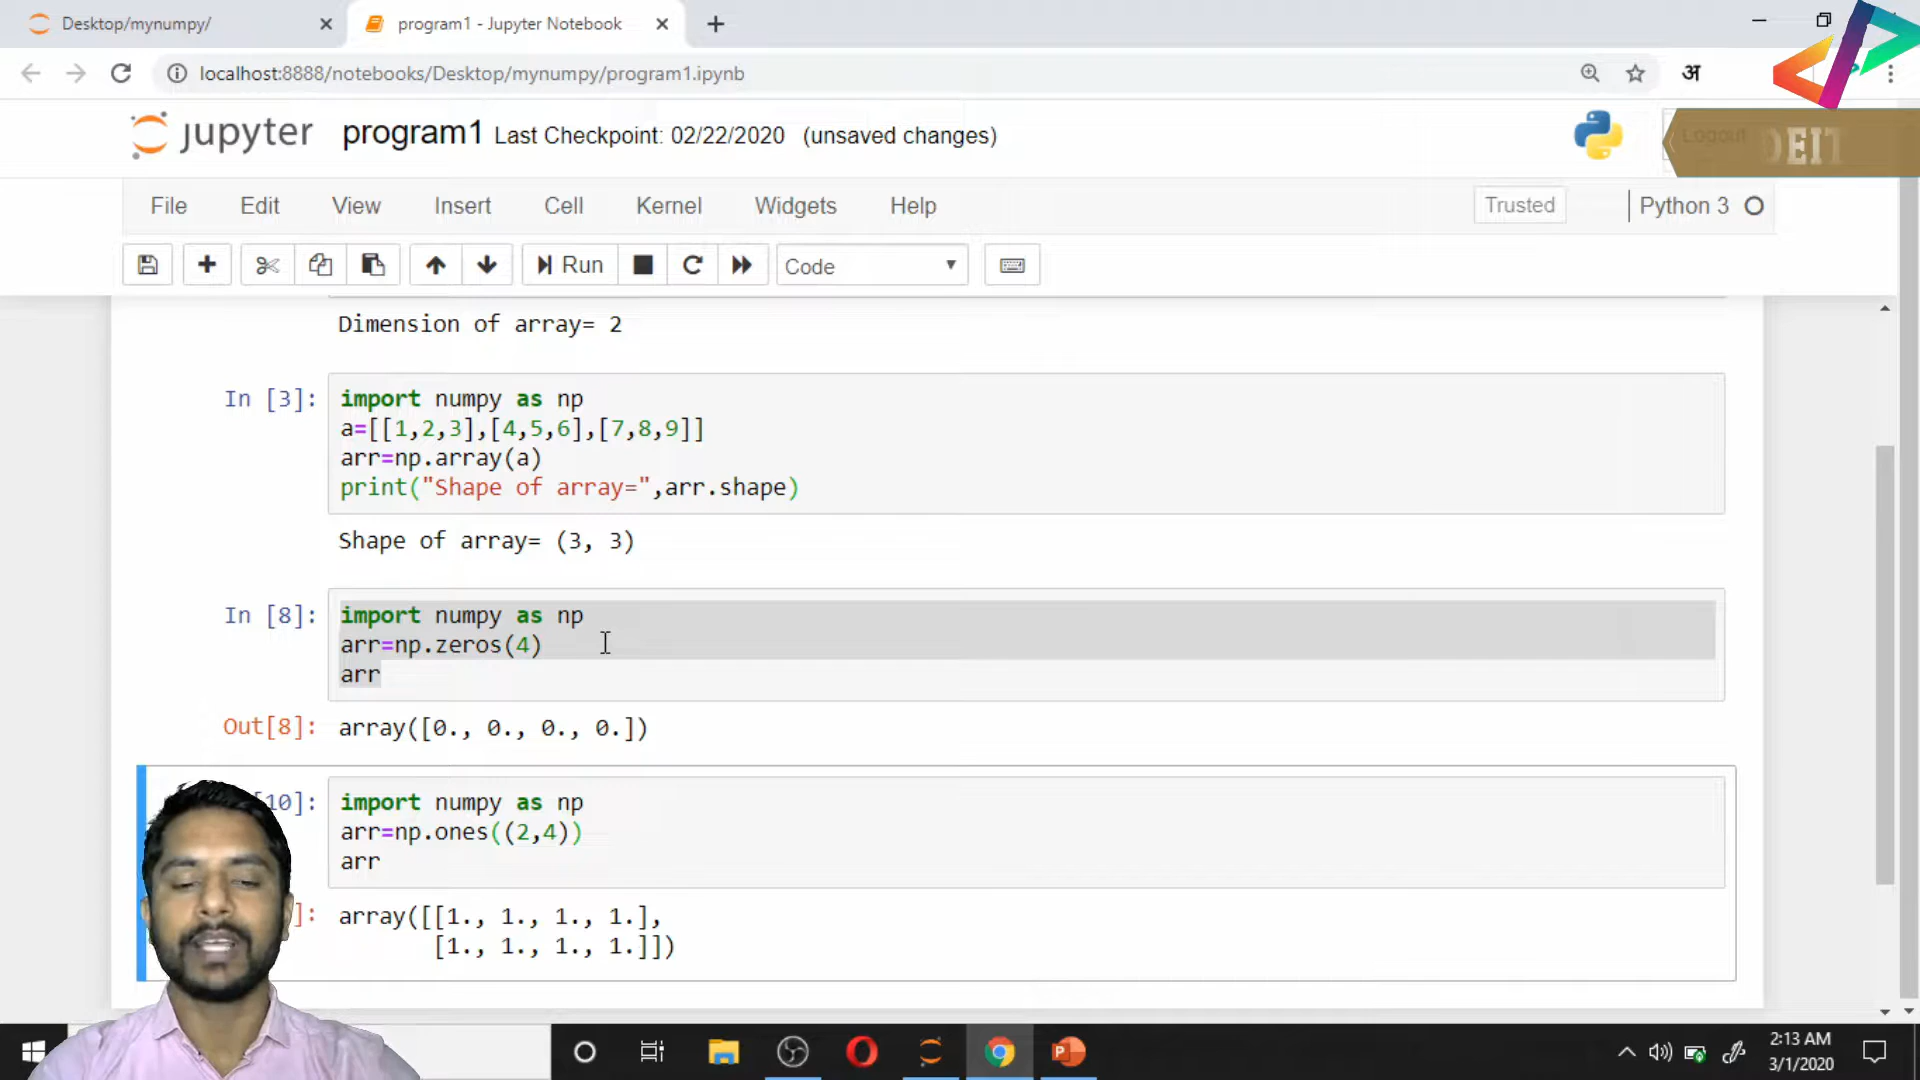 Desktop/mynumpy/
program1 - Jupyter Notebook
localhost:8888/notebooks/Desktop/mynumpy/program1.ipynb
अ
jupyter program1 Last Checkpoint: 02/22/2020 (unsaved changes)
Logout
DEIT
File Edit View Insert Cell Kernel Widgets Help
Trusted
Python 3
Run
Code
Dimension of array= 2
In [3]:
import numpy as np
a=[[1,2,3],[4,5,6],[7,8,9]]
arr=np.array(a)
print("Shape of array=",arr.shape)
Shape of array= (3, 3)
In [8]:
import numpy as np
arr=np.zeros(4)
arr
Out[8]: array([0., 0., 0., 0.])
[10]:
import numpy as np
arr=np.ones((2,4))
arr
]: array([[1., 1., 1., 1.],
[1., 1., 1., 1.]])
2:13 AM
3/1/2020